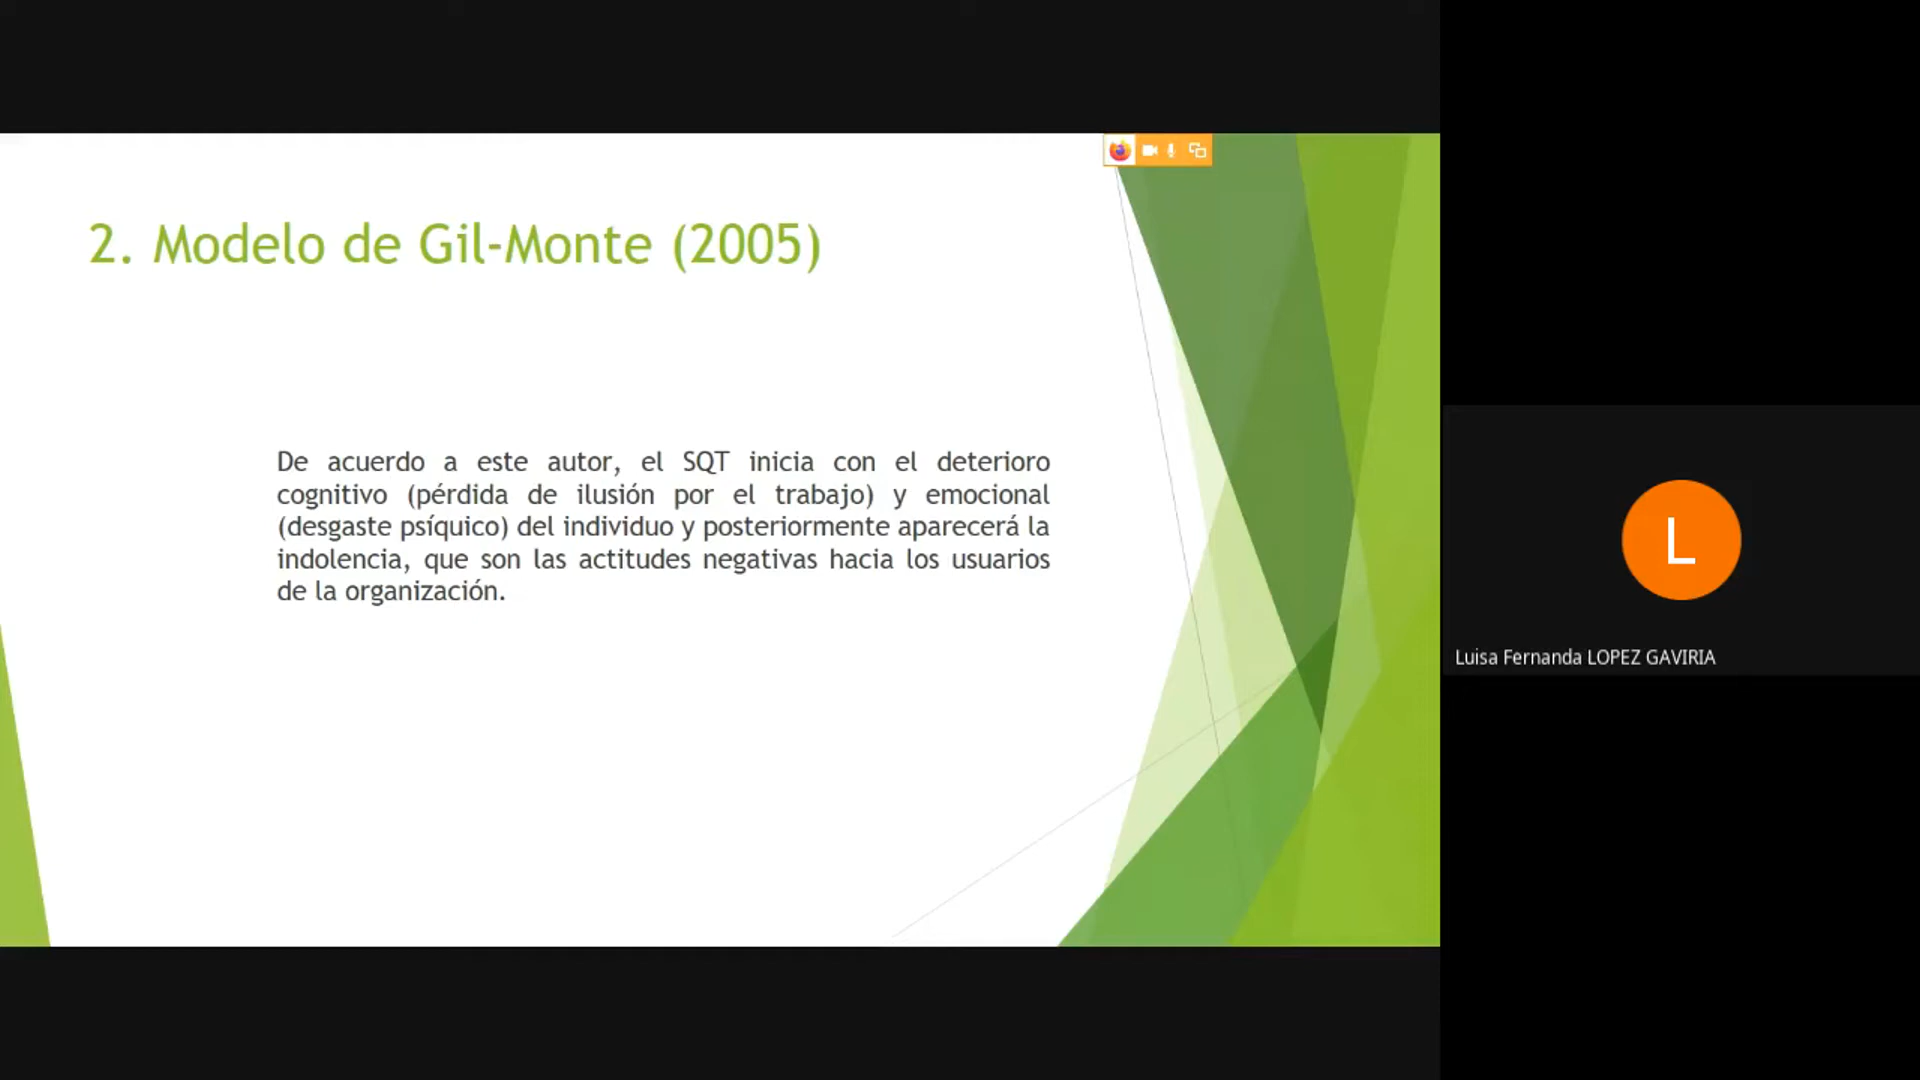 2. Modelo de Gil-Monte (2005)
De acuerdo a este autor, el SQT inicia con el deterioro
cognitivo (pérdida de ilusión por el trabajo) y emocional
(desgaste psíquico) del individuo y posteriormente aparecerá la
indolencia, que son las actitudes negativas hacia los usuarios
de la organización.
L
Luisa Fernanda LOPEZ GAVIRIA